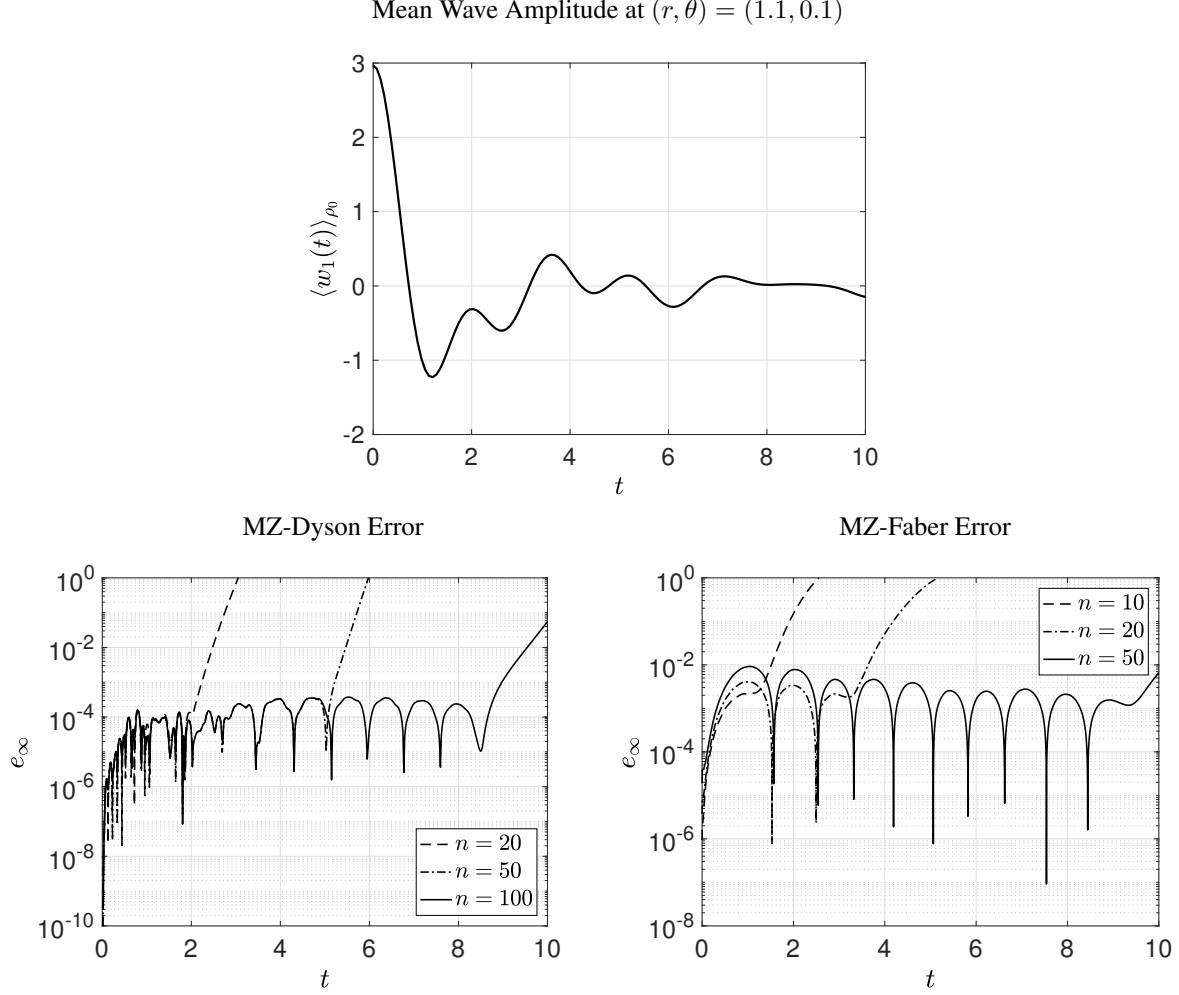 Mean Wave Amplitude at (r, θ) = (1.1, 0.1)
3
2
1
0
-1
-2
⟨w₁(t)⟩ρ₀
0 2 4 6 8 10
t
MZ-Dyson Error
10⁰
10⁻²
10⁻⁴
10⁻⁶
10⁻⁸
10⁻¹⁰
e∞
n = 20
n = 50
n = 100
0 2 4 6 8 10
t
MZ-Faber Error
10⁰
10⁻²
10⁻⁴
10⁻⁶
10⁻⁸
e∞
n = 10
n = 20
n = 50
0 2 4 6 8 10
t